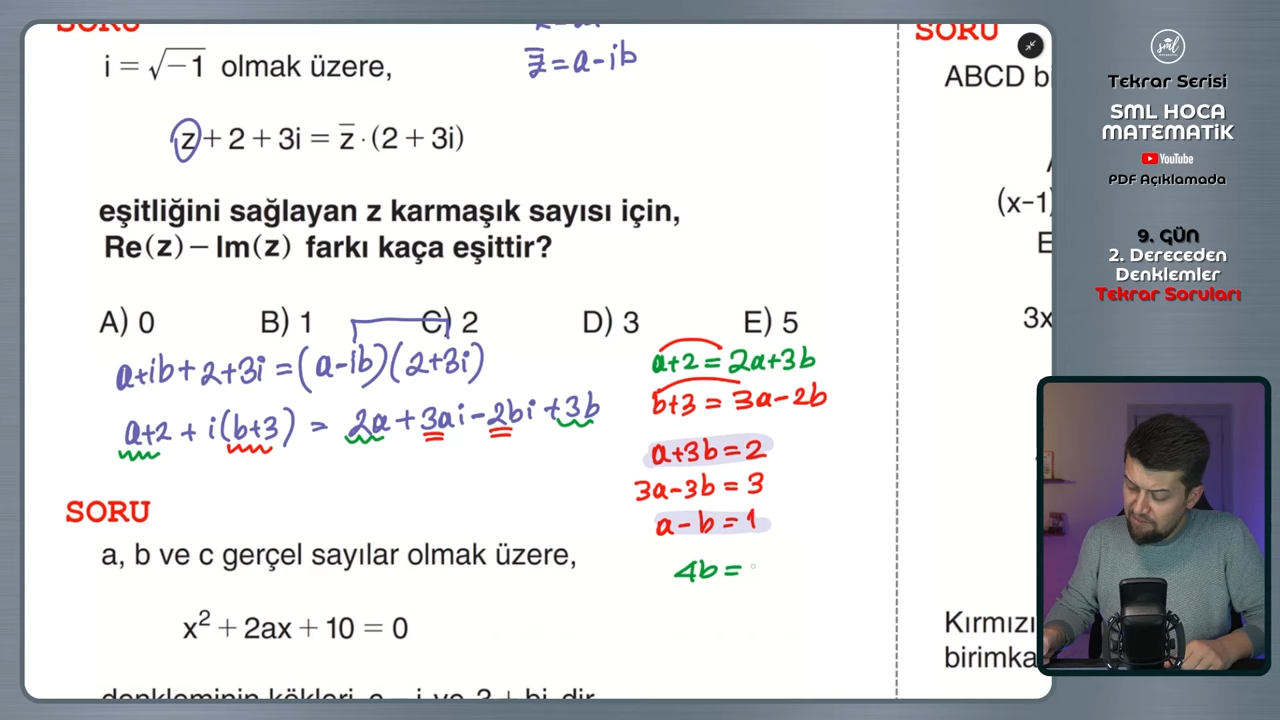 SORU
z̄ = a - ib
i = √-1 olmak üzere,
z + 2 + 3i = z̄ · (2 + 3i)
eşitliğini sağlayan z karmaşık sayısı için,
Re(z) - Im(z) farkı kaça eşittir?
A) 0 B) 1 C) 2 D) 3 E) 5
a+ib+2+3i = (a-ib)(2+3i)
a+2 + i(b+3) = 2a + 3ai - 2bi + 3b
a+2 = 2a+3b
b+3 = 3a-2b
a+3b = 2
3a-3b = 3
a-b = 1
4b =
SORU
a, b ve c gerçel sayılar olmak üzere,
x² + 2ax + 10 = 0
denkleminin kökleri
SORU
ABCD
(x-1)
E
3x
Kırmızı
birimka
sml
Tekrar Serisi
SML HOCA
MATEMATİK
YouTube
PDF Açıklamada
9. GÜN
2. Dereceden
Denklemler
Tekrar Soruları